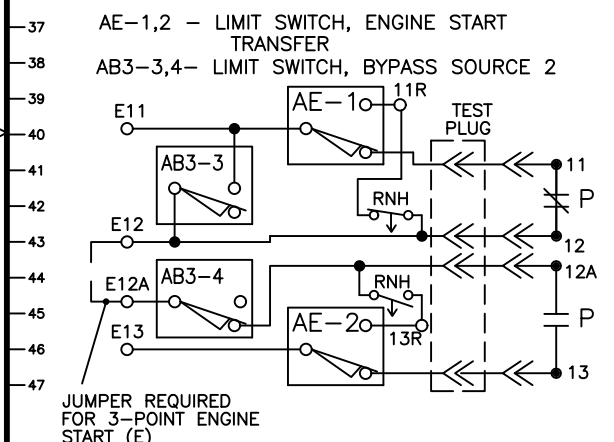 37
AE-1,2 - LIMIT SWITCH, ENGINE START
TRANSFER
38
AB3-3,4- LIMIT SWITCH, BYPASS SOURCE 2
39
E11
AE-1
11R
TEST
PLUG
40
AB3-3
41
11
RNH
P
42
E12
43
12
44
E12A
AB3-4
RNH
12A
45
E13
AE-2
13R
P
46
13
47
JUMPER REQUIRED
FOR 3-POINT ENGINE
START (E)